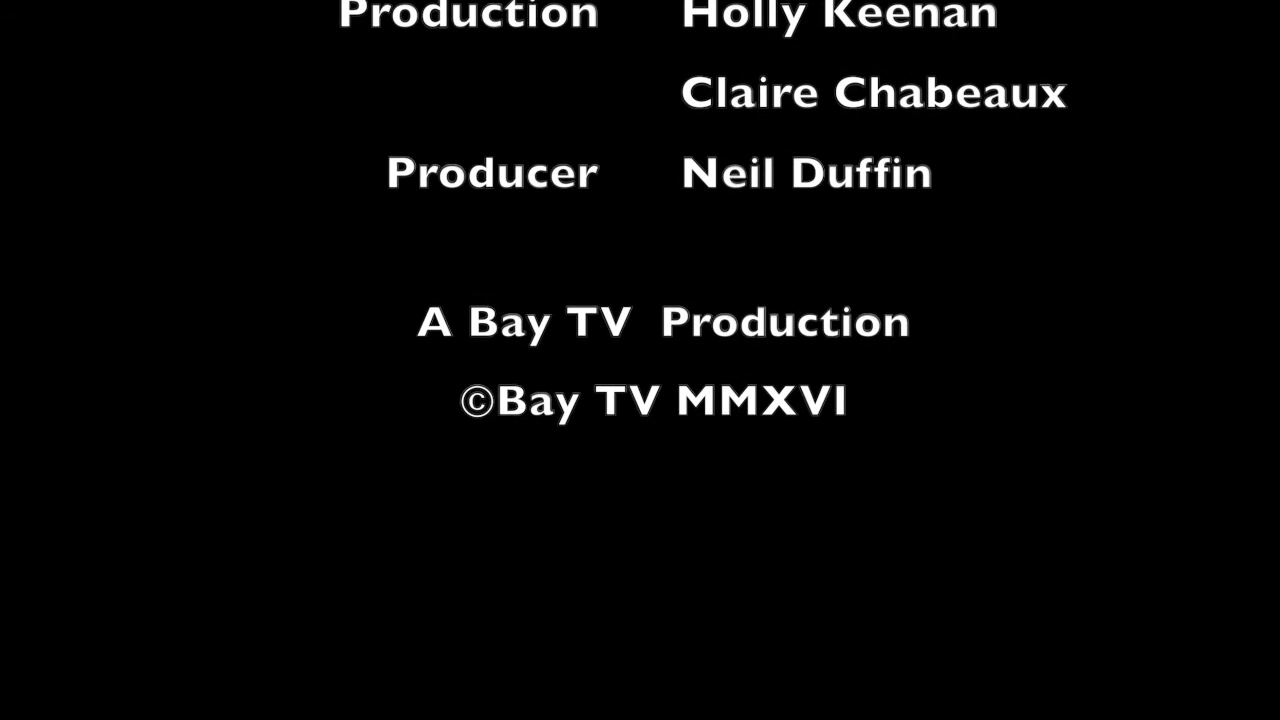 Production Holly Keenan
Claire Chabeaux
Producer Neil Duffin
A Bay TV Production
©Bay TV MMXVI